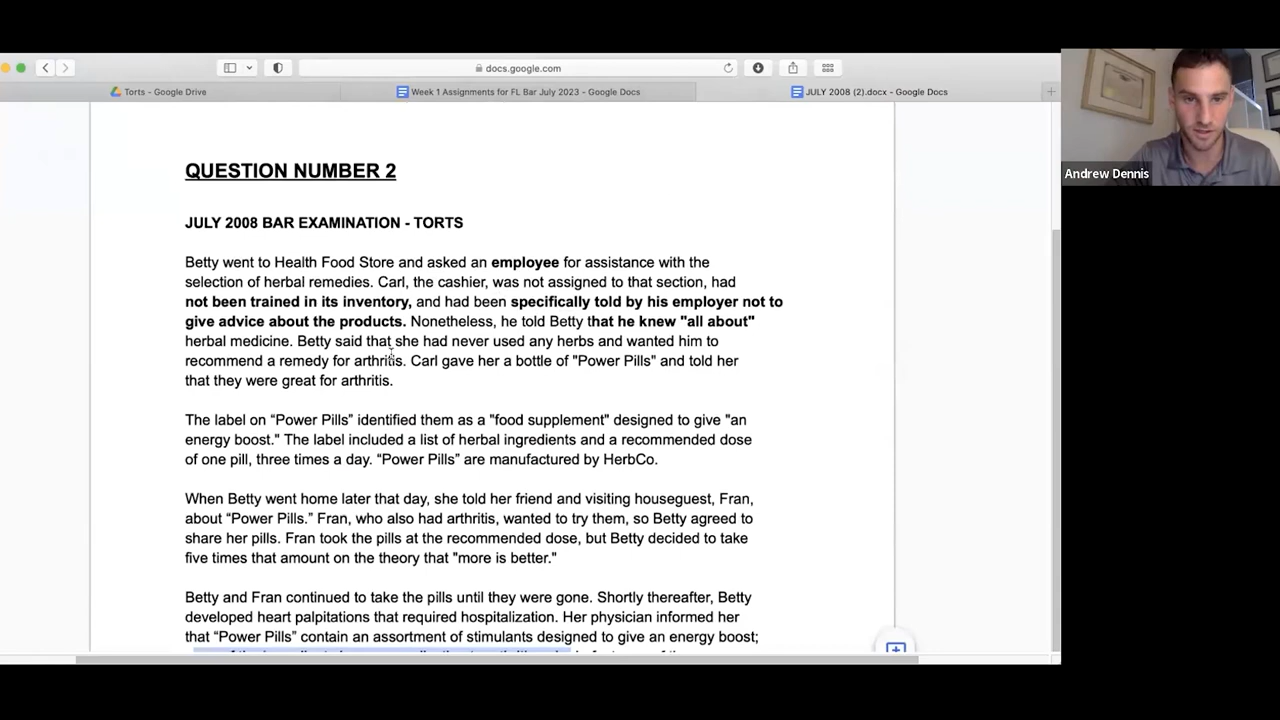 docs.google.com
Torts - Google Drive
Week 1 Assignments for FL Bar July 2023 - Google Docs
JULY 2008 (2).docx - Google Docs
Andrew Dennis
QUESTION NUMBER 2
JULY 2008 BAR EXAMINATION - TORTS
Betty went to Health Food Store and asked an employee for assistance with the
selection of herbal remedies. Carl, the cashier, was not assigned to that section, had
not been trained in its inventory, and had been specifically told by his employer not to
give advice about the products. Nonetheless, he told Betty that he knew "all about"
herbal medicine. Betty said that she had never used any herbs and wanted him to
recommend a remedy for arthritis. Carl gave her a bottle of "Power Pills" and told her
that they were great for arthritis.
The label on “Power Pills” identified them as a "food supplement" designed to give "an
energy boost." The label included a list of herbal ingredients and a recommended dose
of one pill, three times a day. “Power Pills” are manufactured by HerbCo.
When Betty went home later that day, she told her friend and visiting houseguest, Fran,
about “Power Pills.” Fran, who also had arthritis, wanted to try them, so Betty agreed to
share her pills. Fran took the pills at the recommended dose, but Betty decided to take
five times that amount on the theory that "more is better."
Betty and Fran continued to take the pills until they were gone. Shortly thereafter, Betty
developed heart palpitations that required hospitalization. Her physician informed her
that “Power Pills” contain an assortment of stimulants designed to give an energy boost;